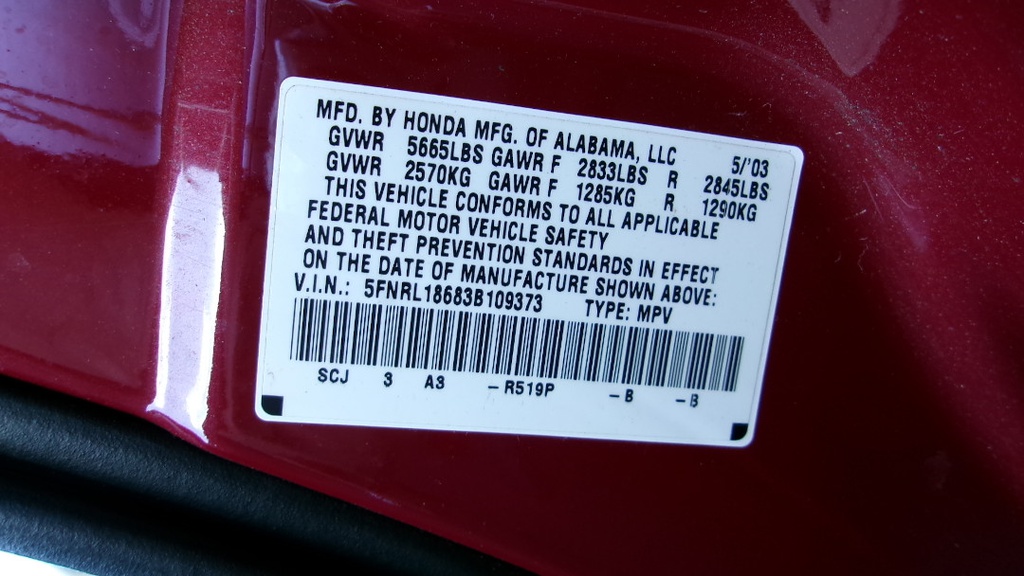 MFD. BY HONDA MFG. OF ALABAMA, LLC 5/'03
GVWR 5665LBS GAWR F 2833LBS R 2845LBS
GVWR 2570KG GAWR F 1285KG R 1290KG
THIS VEHICLE CONFORMS TO ALL APPLICABLE
FEDERAL MOTOR VEHICLE SAFETY
AND THEFT PREVENTION STANDARDS IN EFFECT
ON THE DATE OF MANUFACTURE SHOWN ABOVE:
V.I.N.: 5FNRL18683B109373 TYPE: MPV
SCJ 3 A3 -R519P -B -B